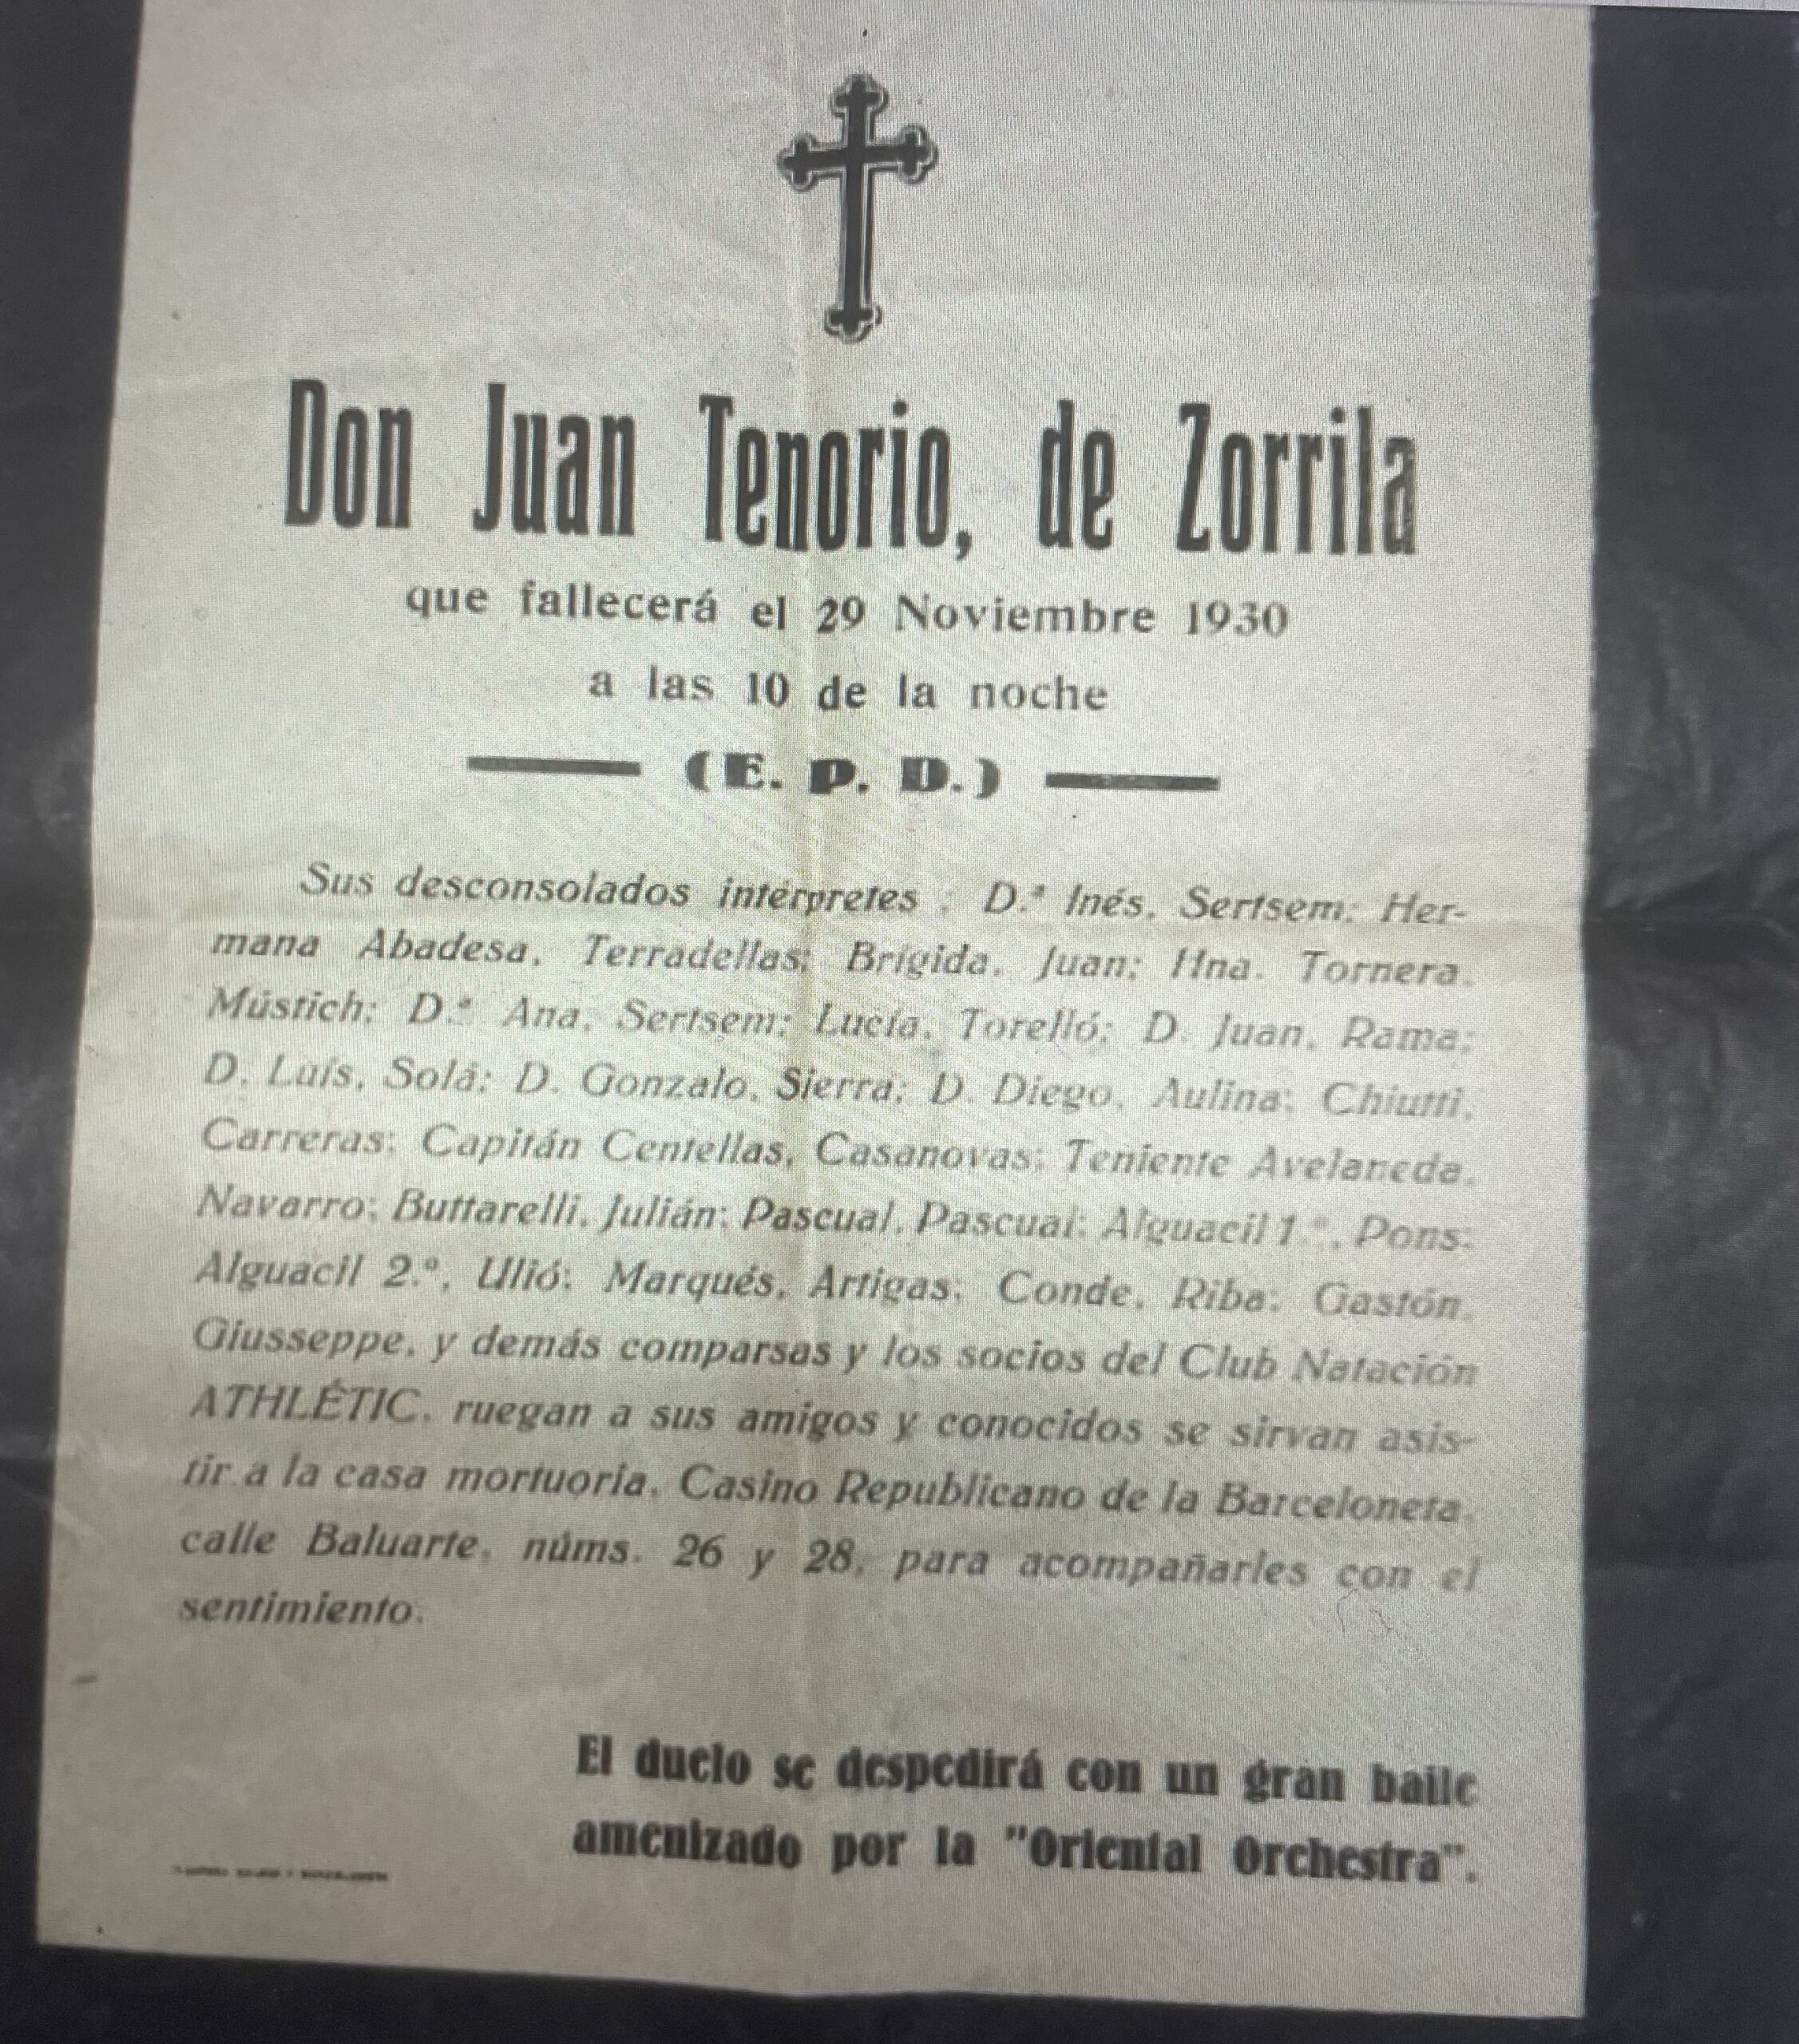 Don Juan Tenorio, de Zorrila
que fallecerá el 29 Noviembre 1930
a las 10 de la noche
(E. P. D.)
Sus desconsolados intérpretes : D.ª Inés, Sertsem; Her-
mana Abadesa, Terradellas; Brígida, Juan; Hna. Tornera,
Mústich; D.ª Ana, Sertsem; Lucía, Torelló; D. Juan, Rama;
D. Luís, Solá; D. Gonzalo, Sierra; D. Diego, Aulina; Chiutti,
Carreras; Capitán Centellas, Casanovas; Teniente Avelaneda,
Navarro; Buttarelli, Julián; Pascual, Pascual; Alguacil 1.º, Pons;
Alguacil 2.º, Ulió; Marqués, Artigas; Conde, Riba; Gastón,
Giusseppe, y demás comparsas y los socios del Club Natación
ATHLÉTIC, ruegan a sus amigos y conocidos se sirvan asis-
tir a la casa mortuoria, Casino Republicano de la Barceloneta,
calle Baluarte, núms. 26 y 28, para acompañarles con el
sentimiento.
El duelo se despedirá con un gran baile
amenizado por la "Oriental Orchestra".